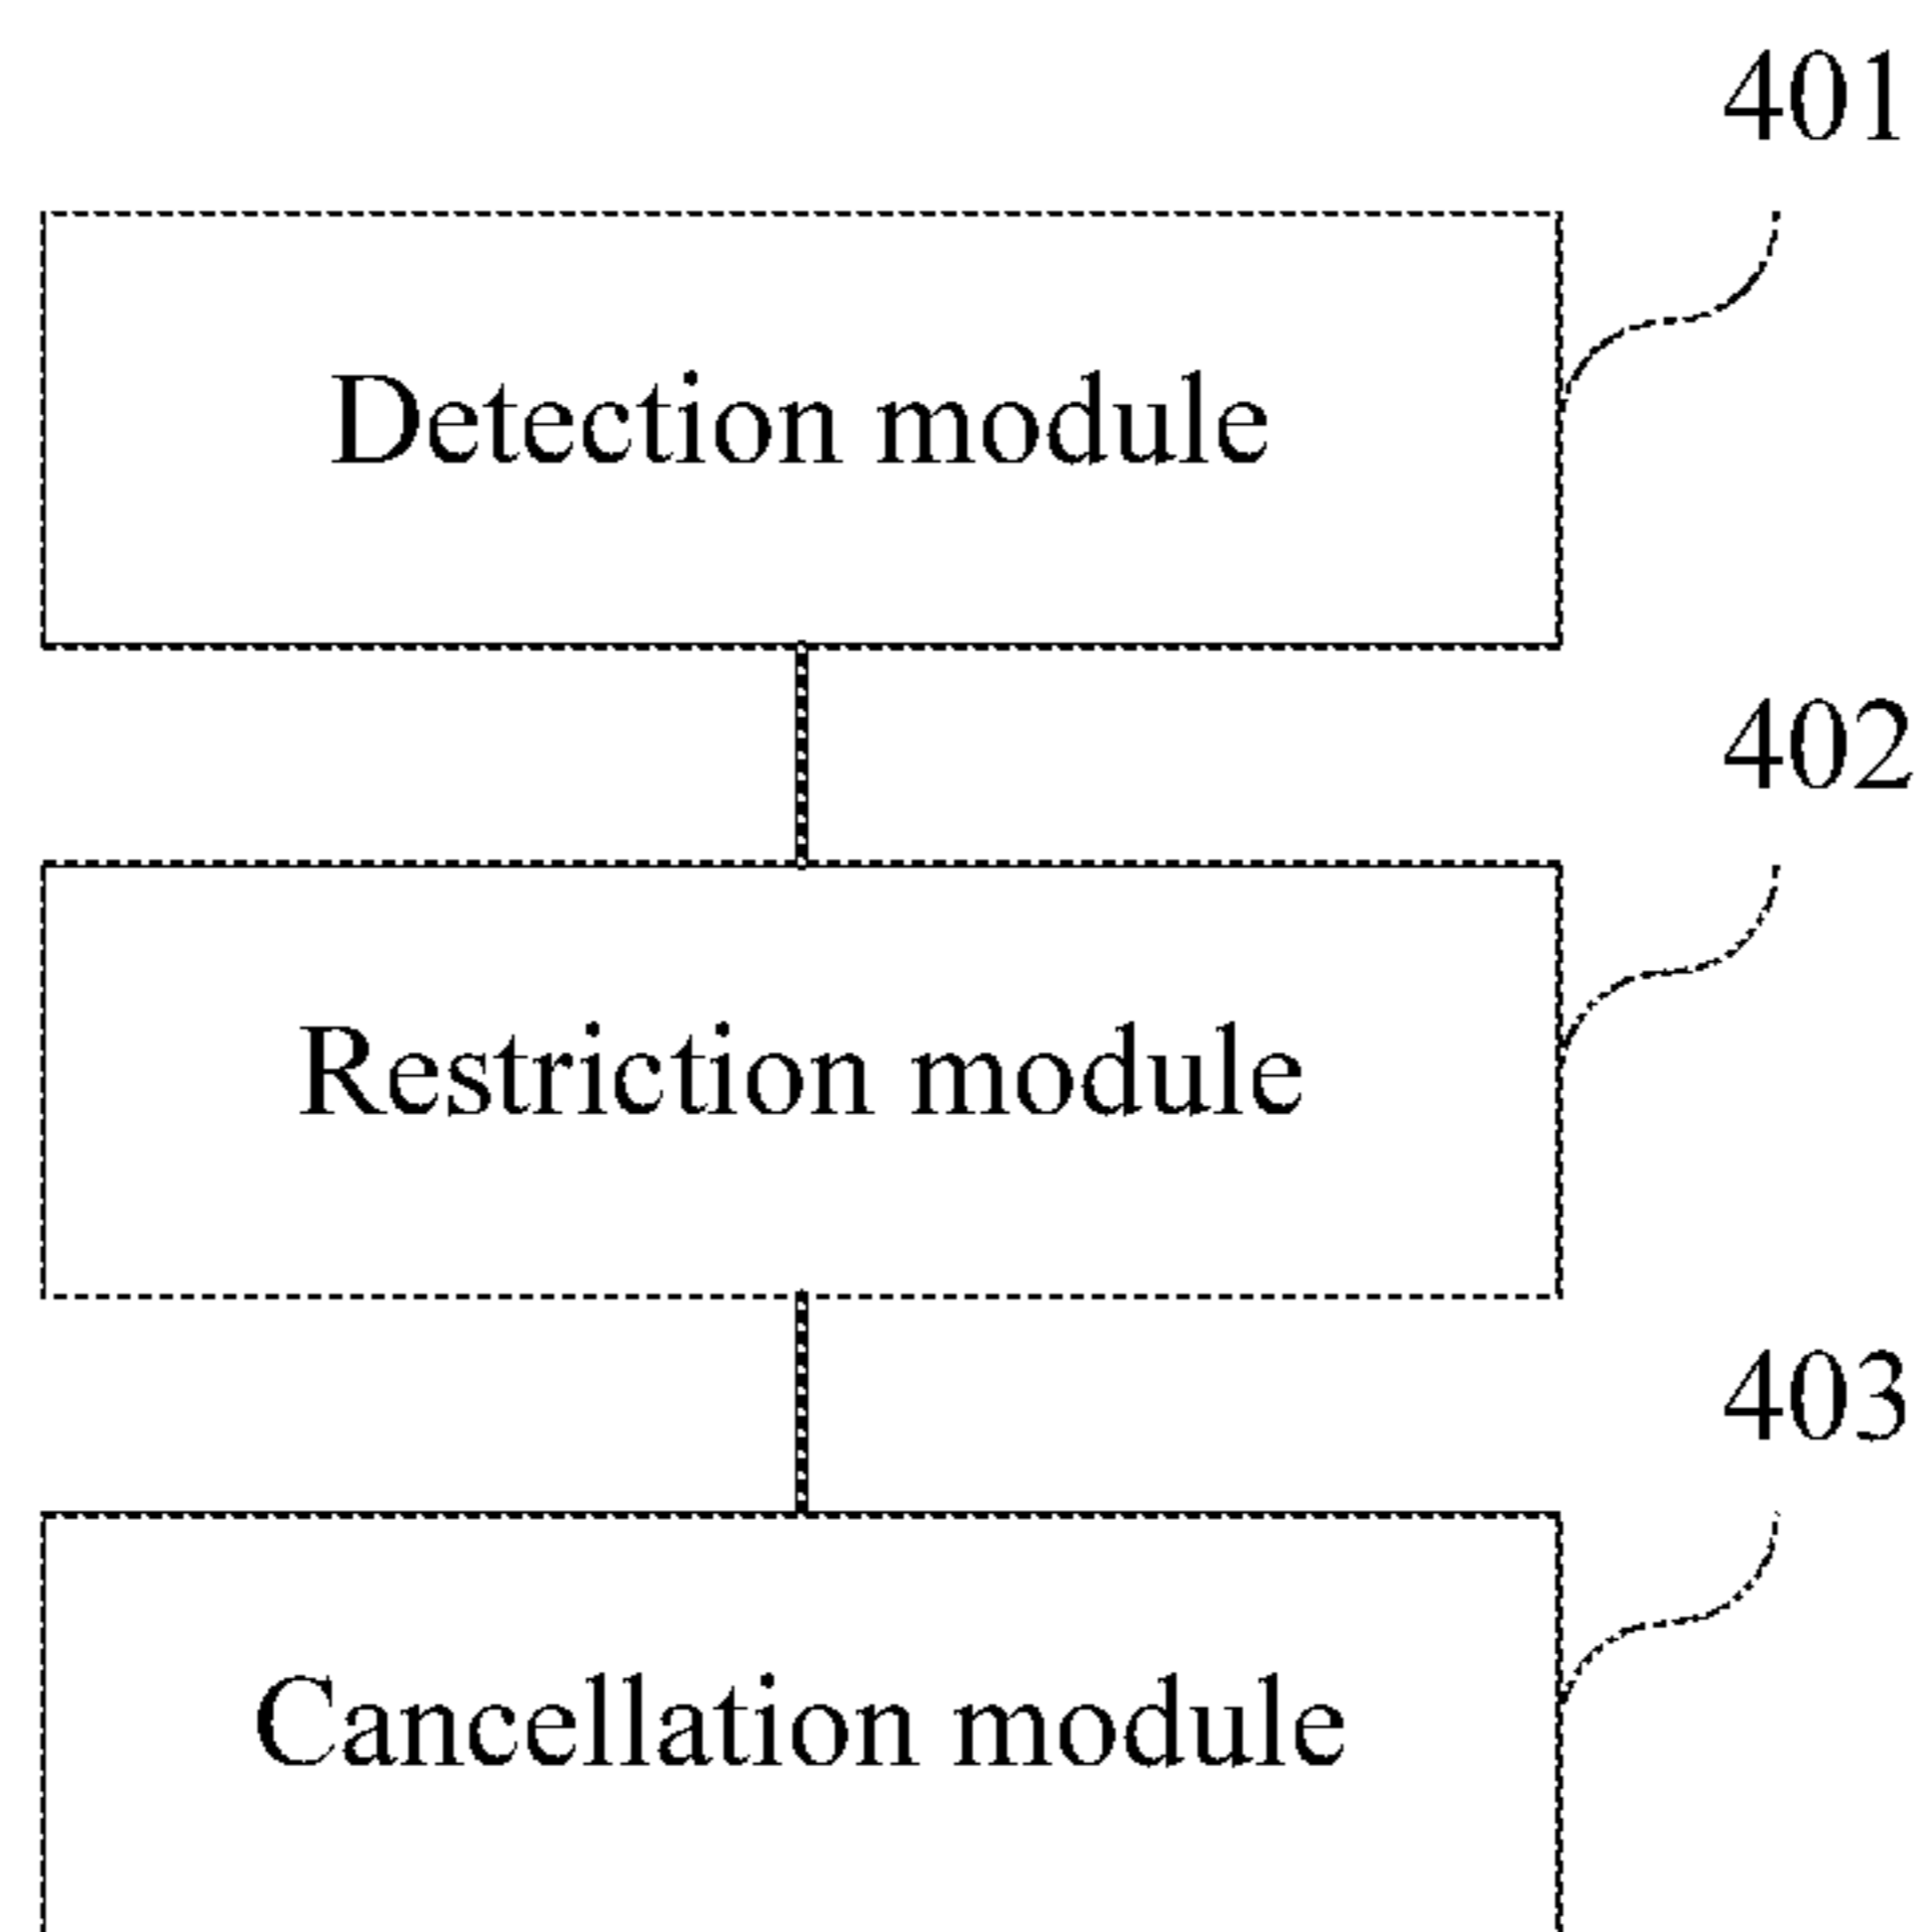 401
Detection module
402
Restriction module
403
Cancellation module